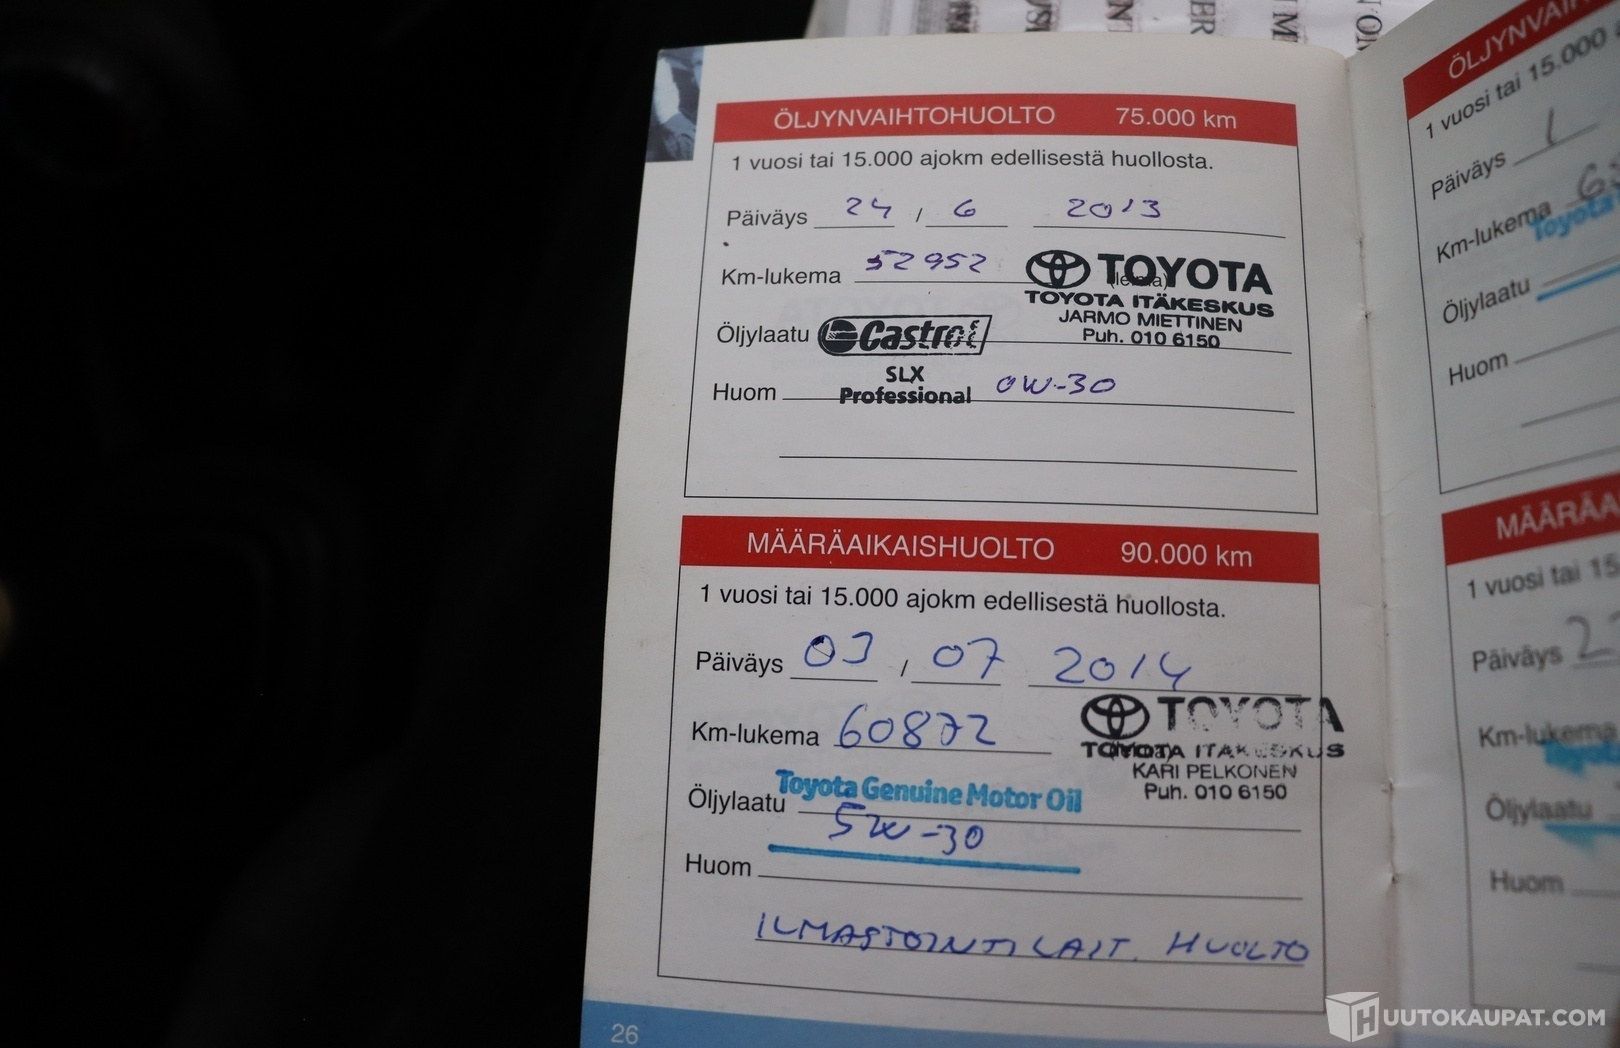 ÖLJYNVAIHTOHUOLTO 75.000 km
1 vuosi tai 15.000 ajokm edellisestä huollosta.
Päiväys 24 / 6 2013
Km-lukema 52952
TOYOTA
TOYOTA ITÄKESKUS
JARMO MIETTINEN
Puh. 010 6150
Öljylaatu Castrol
SLX
Huom Professional 0W-30
MÄÄRÄAIKAISHUOLTO 90.000 km
1 vuosi tai 15.000 ajokm edellisestä huollosta.
Päiväys 03 / 07 2014
Km-lukema 60872
TOYOTA
TOYOTA ITÄKESKUS
KARI PELKONEN
Puh. 010 6150
Öljylaatu Toyota Genuine Motor Oil
5W-30
Huom
ILMASTOINTILAIT. HUOLTO
26
1 vuosi tai 15.000
Päiväys 1
Km-lukema
Toyota
Öljylaatu
Huom
1 vuosi tai 15
Päiväys
Km-lukema
Öljylaatu
Huom
HUUTOKAUPAT.COM